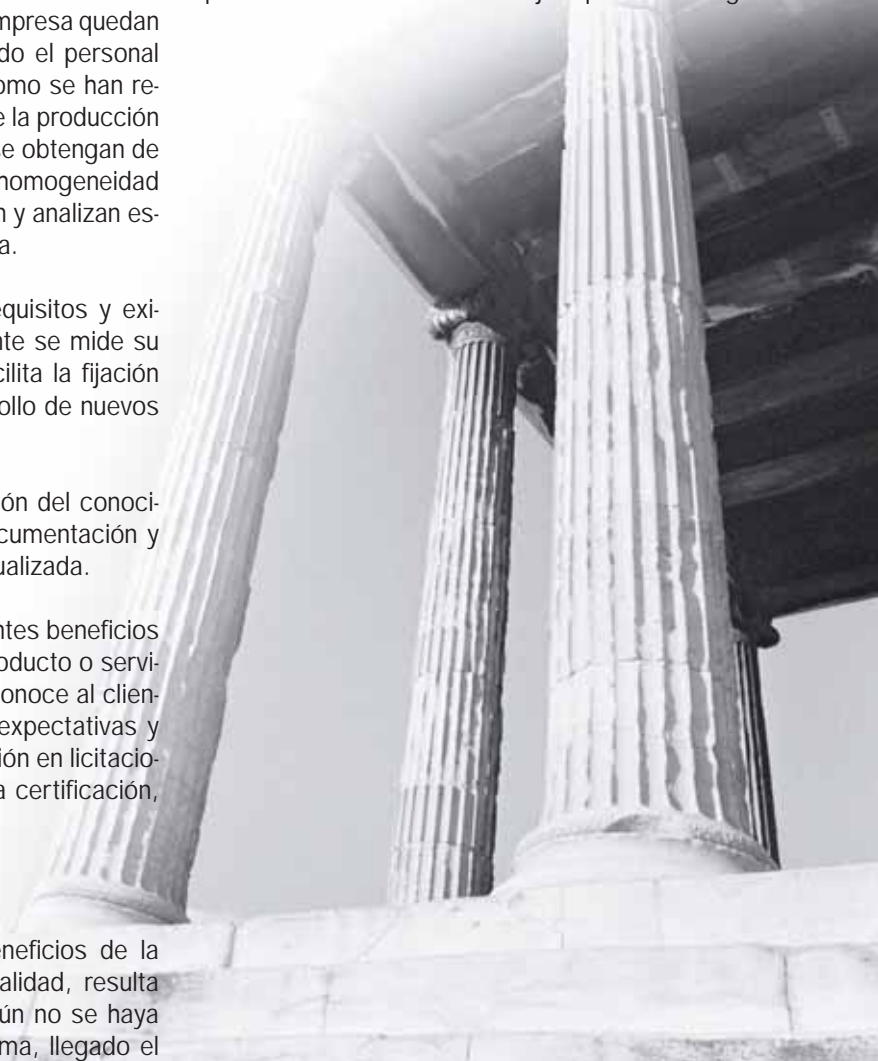 mpresa quedan
do el personal
omo se han re-
e la producción
se obtengan de
homogeneidad
n y analizan es-
a.
equisitos y exi-
nte se mide su
cilita la fijación
ollo de nuevos
ón del conoci-
cumentación y
ualizada.
ntes beneficios
oducto o servi-
onoce al clien-
expectativas y
ión en licitacio-
a certificación,
eneficios de la
alidad, resulta
ún no se haya
ma, llegado el